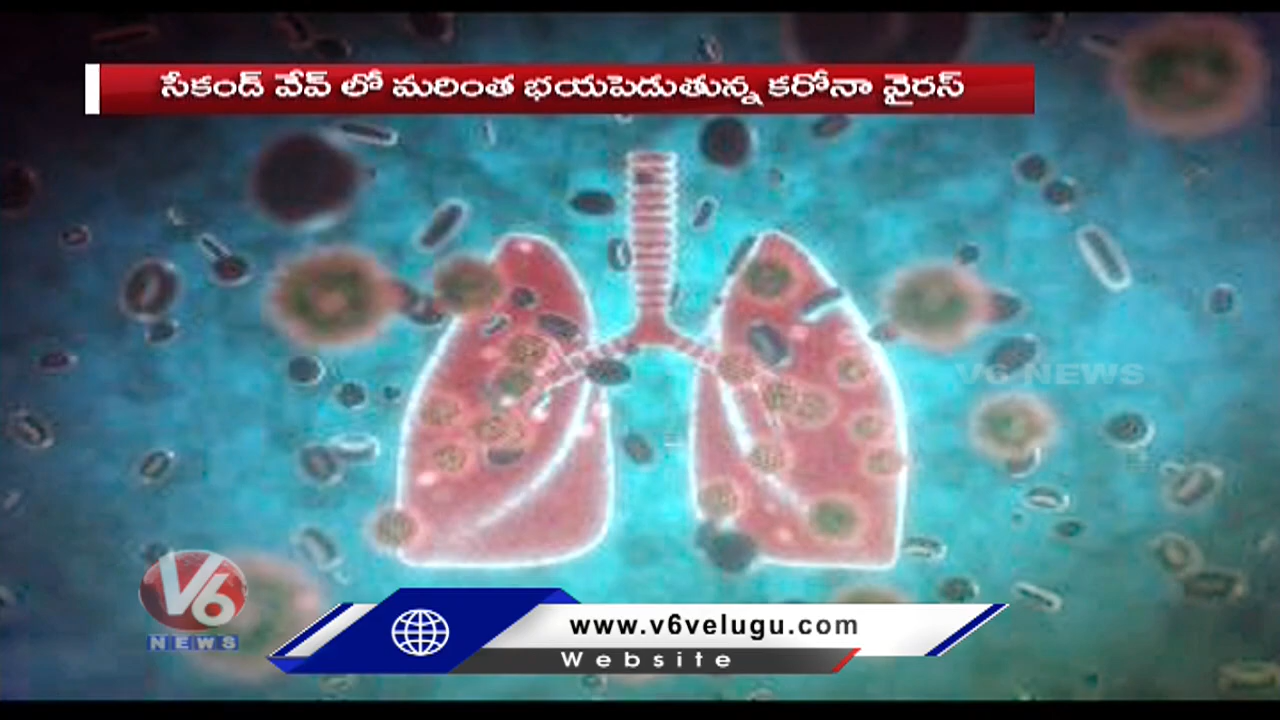 సేకండ్ వేవ్ లో మరింత భయపెడుతున్న కరోనా వైరస్
V6 NEWS
V6
NEWS
www.v6velugu.com
Website